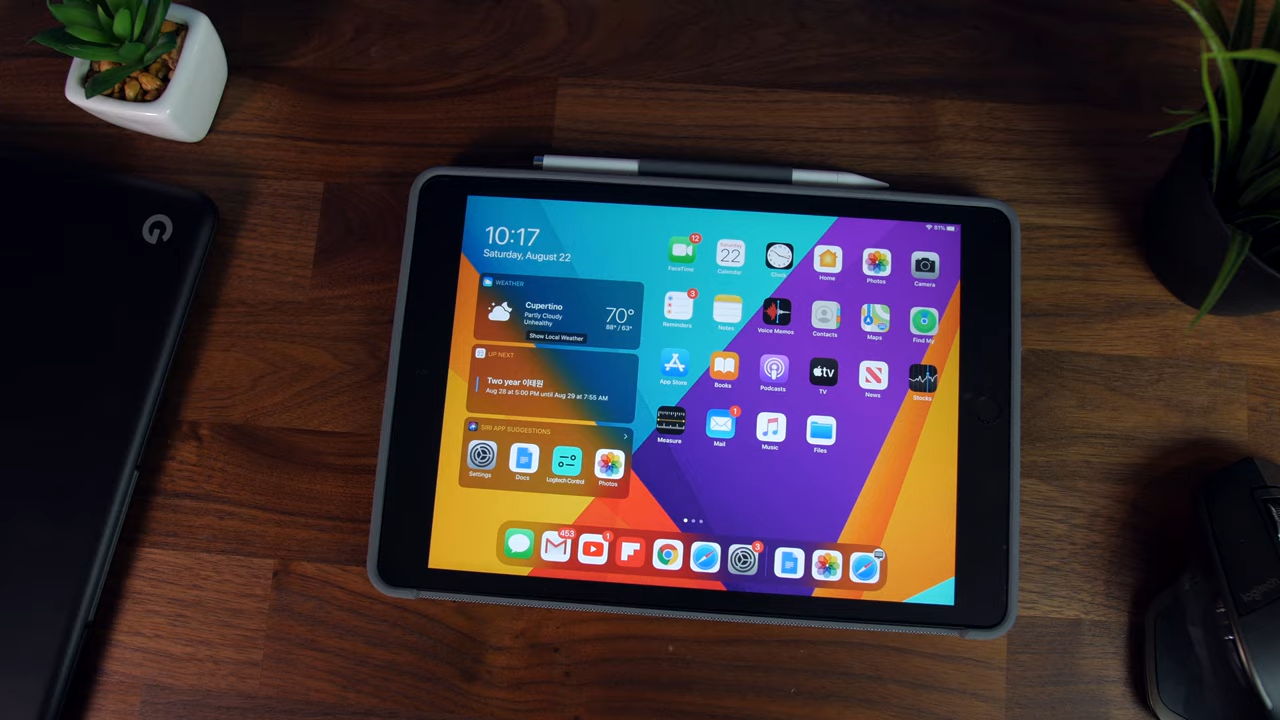 G
10:17
Saturday, August 22
81%
WEATHER
Cupertino
Partly Cloudy
Unhealthy
70°
88° / 63°
Show Local Weather
UP NEXT
Two year 이태원
Aug 28 at 5:00 PM until Aug 29 at 7:55 AM
SIRI APP SUGGESTIONS
Settings
Docs
Logitech Control
Photos
12
FaceTime
Saturday
22
Calendar
Clock
Home
Photos
Camera
3
Reminders
Notes
Voice Memos
Contacts
Maps
Find My
App Store
Books
Podcasts
tv
TV
News
Stocks
Measure
1
Mail
Music
Files
453
1
3